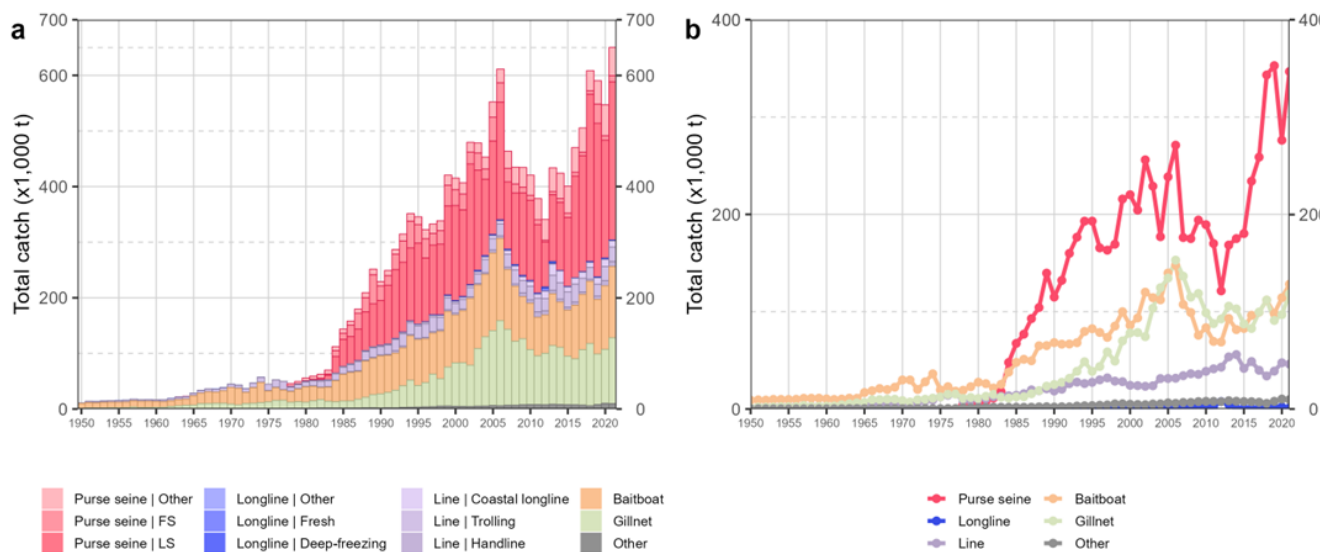 a
b
Total catch (x1,000 t)
700
600
400
200
0
700
600
400
200
0
1950 1955 1960 1965 1970 1975 1980 1985 1990 1995 2000 2005 2010 2015 2020
Total catch (x1,000 t)
400
200
0
400
200
0
1950 1955 1960 1965 1970 1975 1980 1985 1990 1995 2000 2005 2010 2015 2020
Purse seine | Other
Purse seine | FS
Purse seine | LS
Longline | Other
Longline | Fresh
Longline | Deep-freezing
Line | Coastal longline
Line | Trolling
Line | Handline
Baitboat
Gillnet
Other
Purse seine
Longline
Line
Baitboat
Gillnet
Other